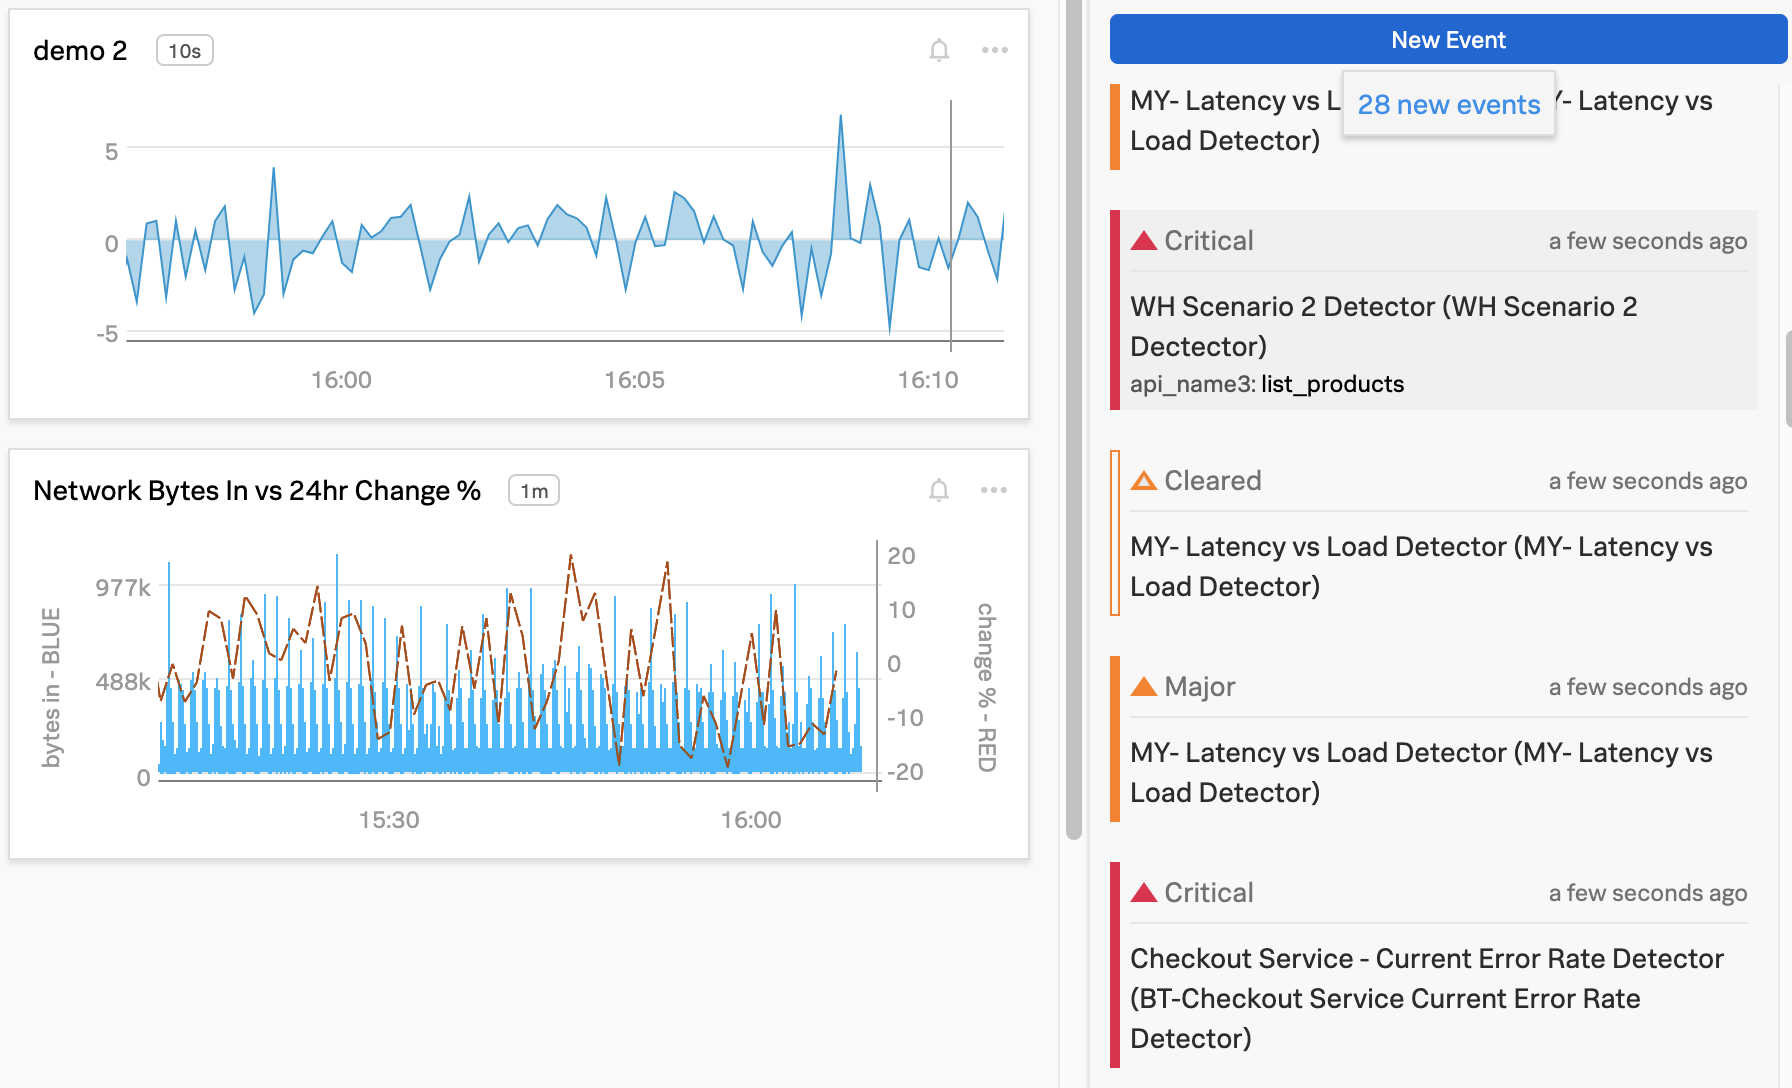 demo 2
10s
5
0
-5
16:00
16:05
16:10
Network Bytes In vs 24hr Change %
1m
bytes in - BLUE
977k
488k
0
20
10
0
-10
-20
change % - RED
15:30
16:00
New Event
28 new events
MY- Latency vs L Y- Latency vs
Load Detector)
Critical a few seconds ago
WH Scenario 2 Detector (WH Scenario 2
Dectector)
api_name3: list_products
Cleared a few seconds ago
MY- Latency vs Load Detector (MY- Latency vs
Load Detector)
Major a few seconds ago
MY- Latency vs Load Detector (MY- Latency vs
Load Detector)
Critical a few seconds ago
Checkout Service - Current Error Rate Detector
(BT-Checkout Service Current Error Rate
Detector)